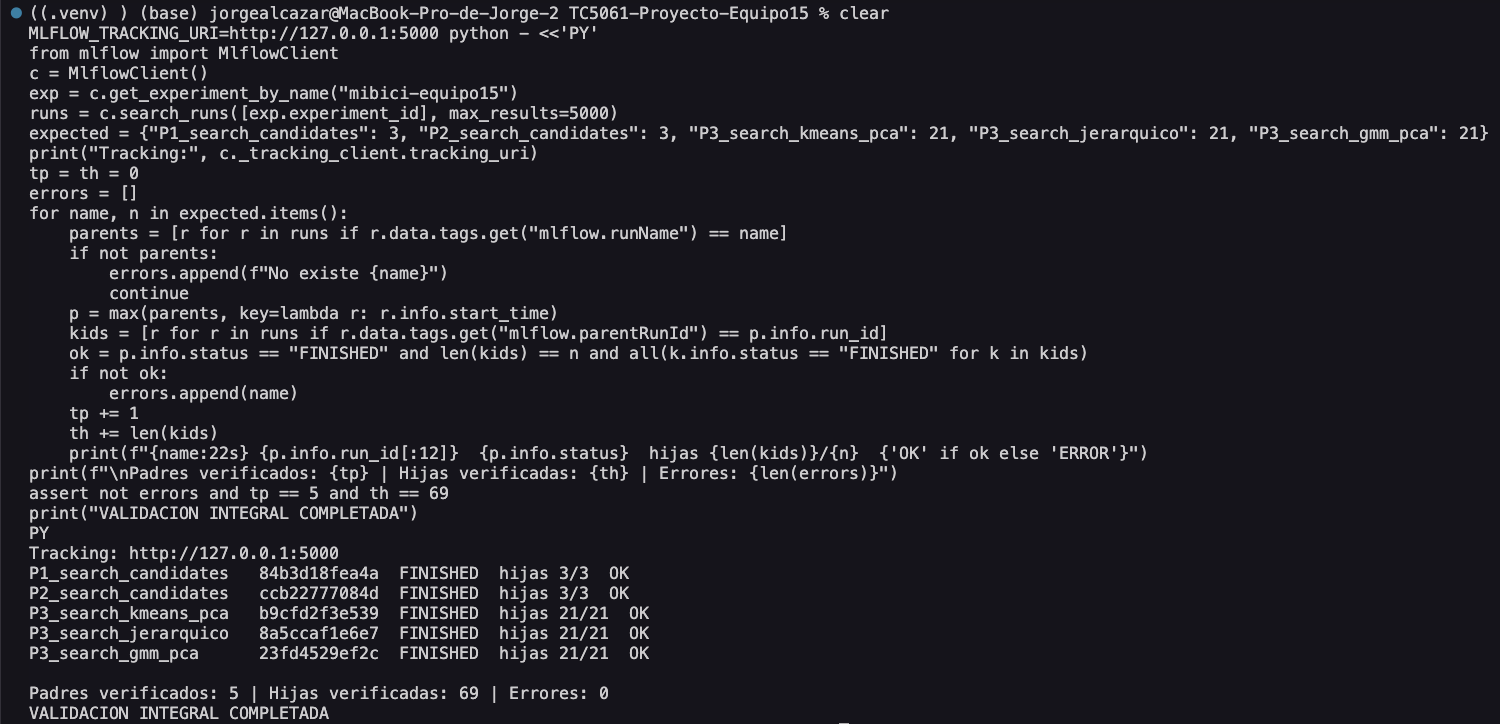 ((.venv) ) (base) jorgealcazar@MacBook-Pro-de-Jorge-2 TC5061-Proyecto-Equipo15 % clear
MLFLOW_TRACKING_URI=http://127.0.0.1:5000 python - <<'PY'
from mlflow import MlflowClient
c = MlflowClient()
exp = c.get_experiment_by_name("mibici-equipo15")
runs = c.search_runs([exp.experiment_id], max_results=5000)
expected = {"P1_search_candidates": 3, "P2_search_candidates": 3, "P3_search_kmeans_pca": 21, "P3_search_jerarquico": 21, "P3_search_gmm_pca": 21}
print("Tracking:", c._tracking_client.tracking_uri)
tp = th = 0
errors = []
for name, n in expected.items():
    parents = [r for r in runs if r.data.tags.get("mlflow.runName") == name]
    if not parents:
        errors.append(f"No existe {name}")
        continue
    p = max(parents, key=lambda r: r.info.start_time)
    kids = [r for r in runs if r.data.tags.get("mlflow.parentRunId") == p.info.run_id]
    ok = p.info.status == "FINISHED" and len(kids) == n and all(k.info.status == "FINISHED" for k in kids)
    if not ok:
        errors.append(name)
    tp += 1
    th += len(kids)
    print(f"{name:22s} {p.info.run_id[:12]}  {p.info.status}  hijas {len(kids)}/{n}  {'OK' if ok else 'ERROR'}")
print(f"\nPadres verificados: {tp} | Hijas verificadas: {th} | Errores: {len(errors)}")
assert not errors and tp == 5 and th == 69
print("VALIDACION INTEGRAL COMPLETADA")
PY
Tracking: http://127.0.0.1:5000
P1_search_candidates   84b3d18fea4a  FINISHED  hijas 3/3  OK
P2_search_candidates   ccb22777084d  FINISHED  hijas 3/3  OK
P3_search_kmeans_pca   b9cfd2f3e539  FINISHED  hijas 21/21  OK
P3_search_jerarquico   8a5ccaf1e6e7  FINISHED  hijas 21/21  OK
P3_search_gmm_pca      23fd4529ef2c  FINISHED  hijas 21/21  OK

Padres verificados: 5 | Hijas verificadas: 69 | Errores: 0
VALIDACION INTEGRAL COMPLETADA